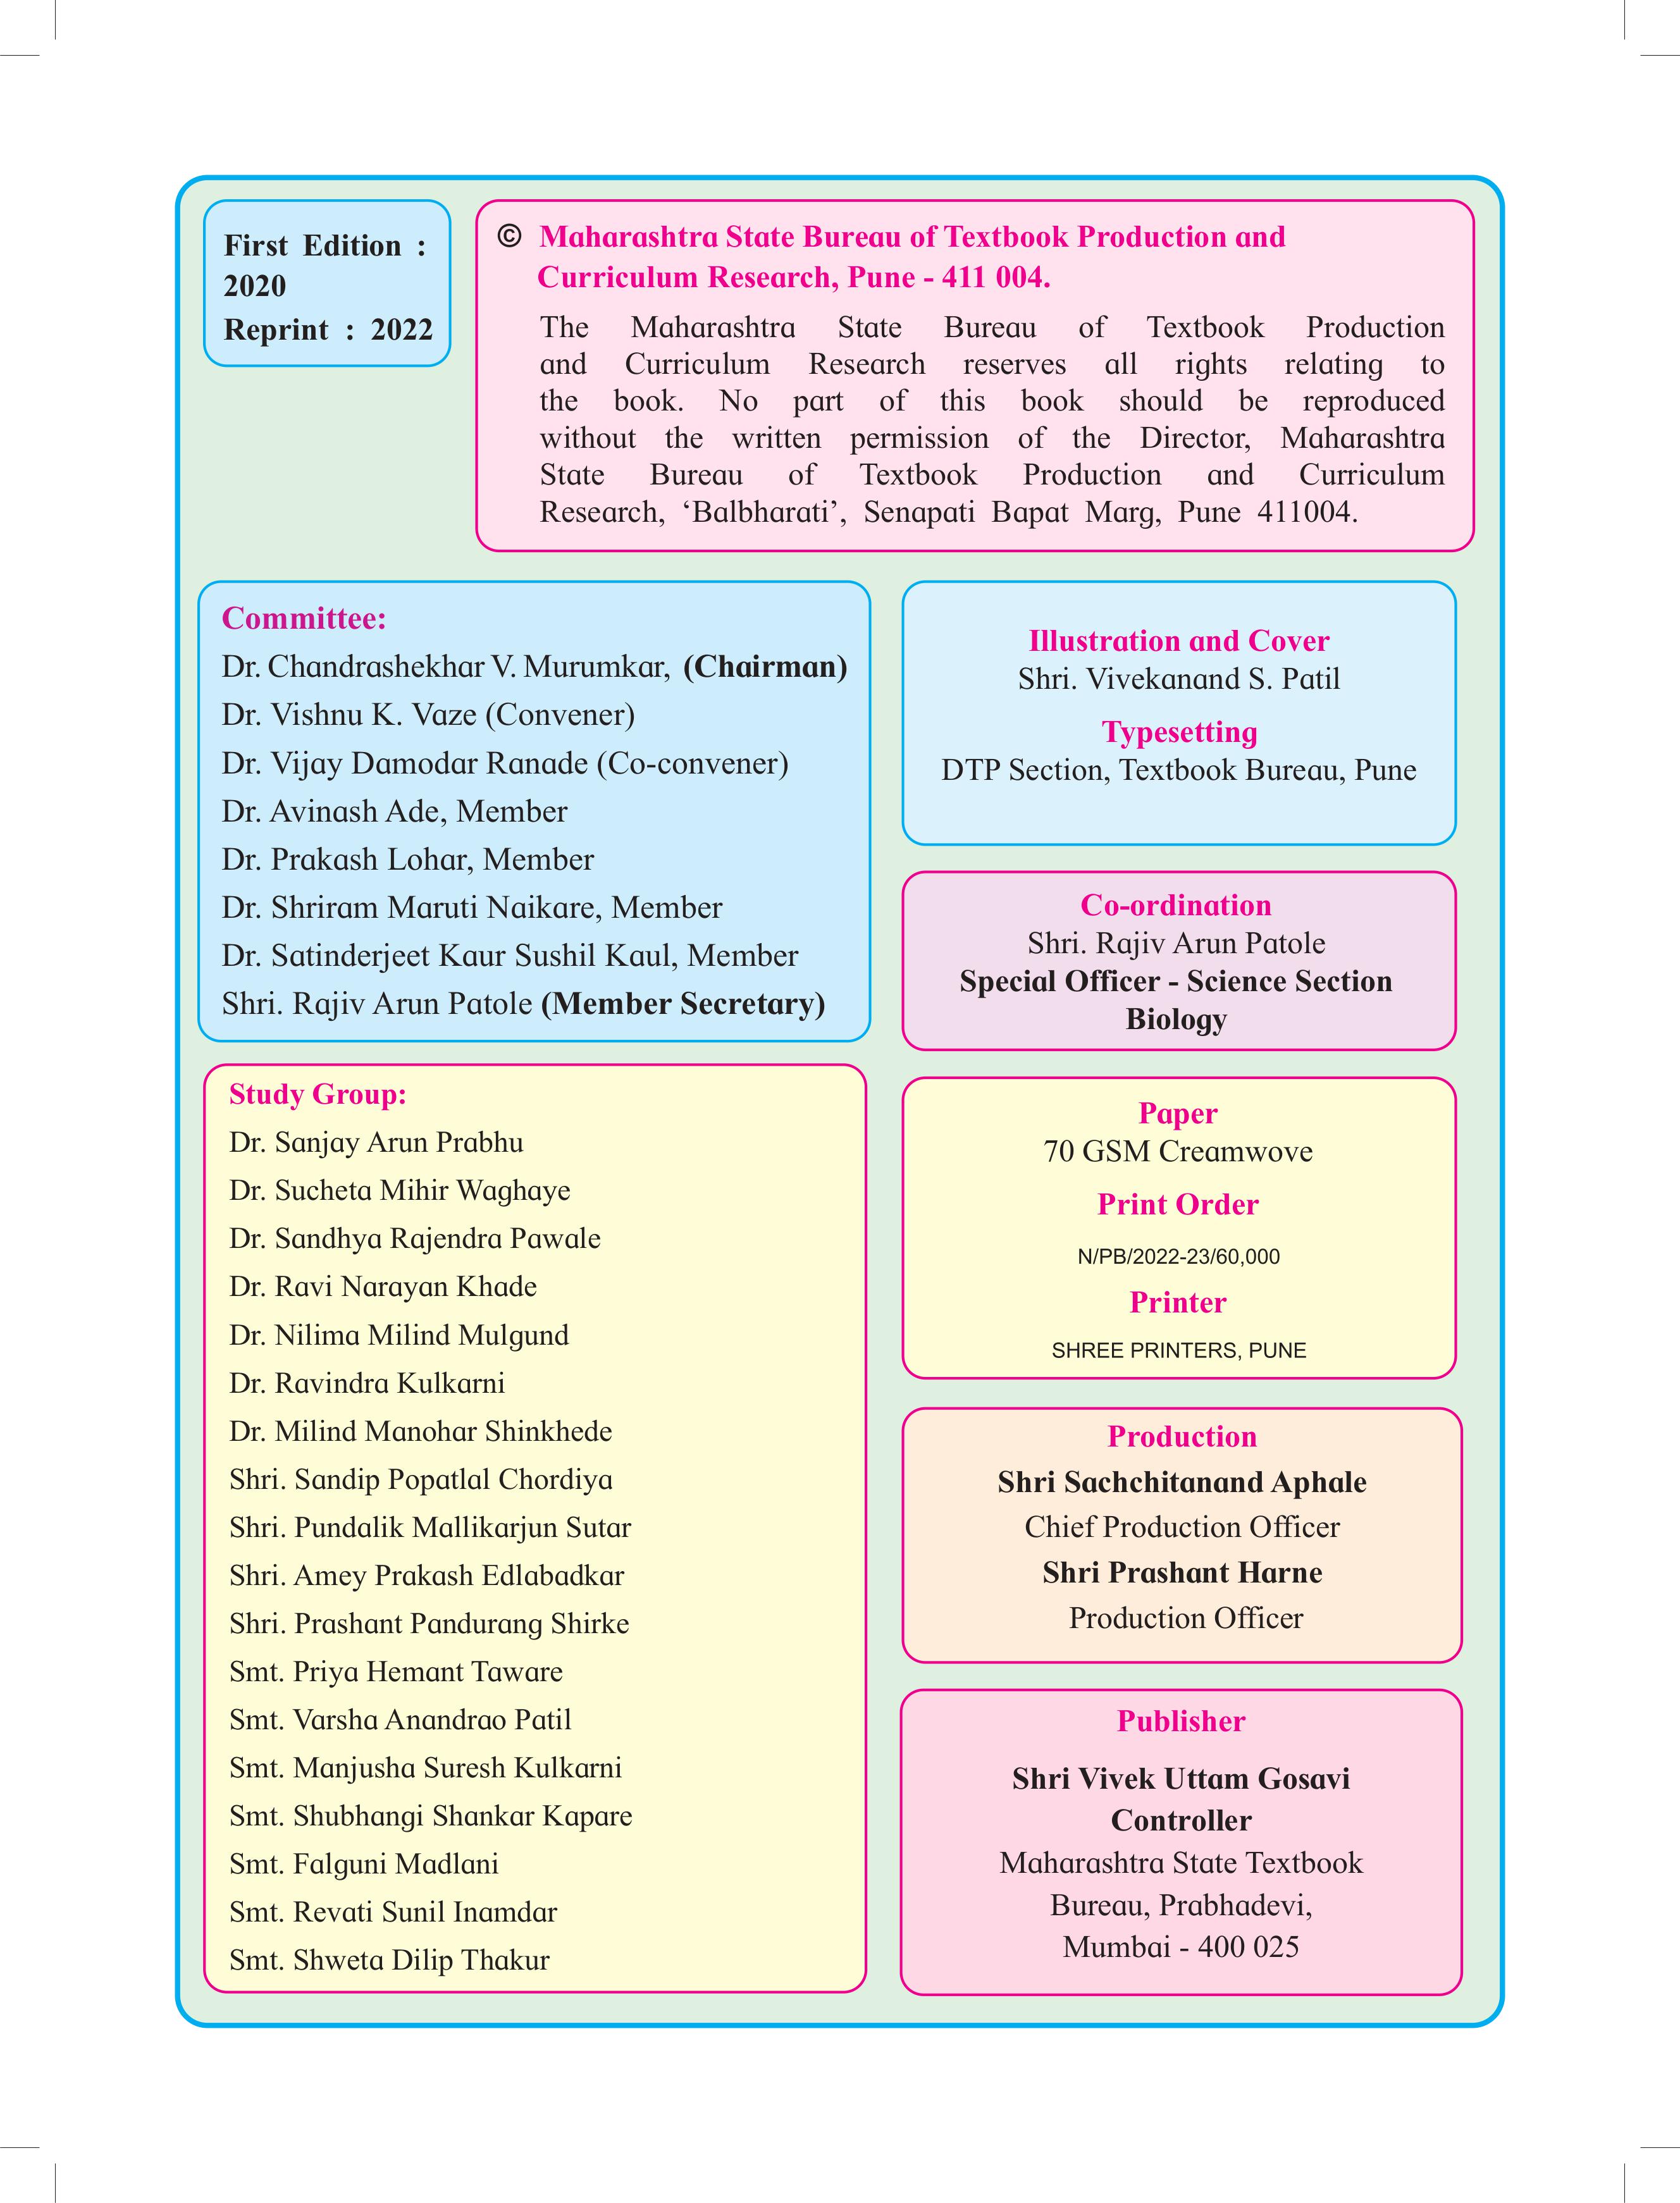 First Edition :
2020
Reprint : 2022
© Maharashtra State Bureau of Textbook Production and
Curriculum Research, Pune - 411 004.
The Maharashtra State Bureau of Textbook Production
and Curriculum Research reserves all rights relating to
the book. No part of this book should be reproduced
without the written permission of the Director, Maharashtra
State Bureau of Textbook Production and Curriculum
Research, ‘Balbharati’, Senapati Bapat Marg, Pune 411004.
Committee:
Dr. Chandrashekhar V. Murumkar, (Chairman)
Dr. Vishnu K. Vaze (Convener)
Dr. Vijay Damodar Ranade (Co-convener)
Dr. Avinash Ade, Member
Dr. Prakash Lohar, Member
Dr. Shriram Maruti Naikare, Member
Dr. Satinderjeet Kaur Sushil Kaul, Member
Shri. Rajiv Arun Patole (Member Secretary)
Study Group:
Dr. Sanjay Arun Prabhu
Dr. Sucheta Mihir Waghaye
Dr. Sandhya Rajendra Pawale
Dr. Ravi Narayan Khade
Dr. Nilima Milind Mulgund
Dr. Ravindra Kulkarni
Dr. Milind Manohar Shinkhede
Shri. Sandip Popatlal Chordiya
Shri. Pundalik Mallikarjun Sutar
Shri. Amey Prakash Edlabadkar
Shri. Prashant Pandurang Shirke
Smt. Priya Hemant Taware
Smt. Varsha Anandrao Patil
Smt. Manjusha Suresh Kulkarni
Smt. Shubhangi Shankar Kapare
Smt. Falguni Madlani
Smt. Revati Sunil Inamdar
Smt. Shweta Dilip Thakur
Illustration and Cover
Shri. Vivekanand S. Patil
Typesetting
DTP Section, Textbook Bureau, Pune
Co-ordination
Shri. Rajiv Arun Patole
Special Officer - Science Section
Biology
Paper
70 GSM Creamwove
Print Order
N/PB/2022-23/60,000
Printer
SHREE PRINTERS, PUNE
Production
Shri Sachchitanand Aphale
Chief Production Officer
Shri Prashant Harne
Production Officer
Publisher
Shri Vivek Uttam Gosavi
Controller
Maharashtra State Textbook
Bureau, Prabhadevi,
Mumbai - 400 025